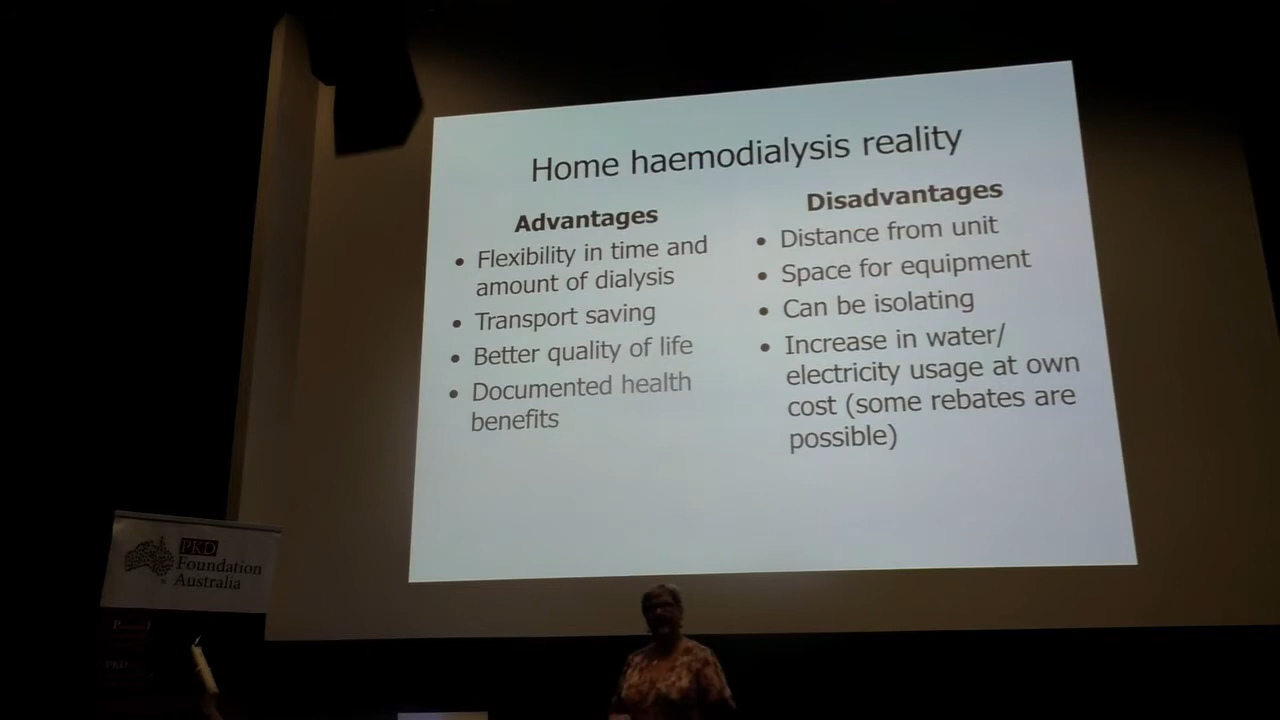 Home haemodialysis reality
Advantages
• Flexibility in time and
amount of dialysis
• Transport saving
• Better quality of life
• Documented health
benefits
Disadvantages
• Distance from unit
• Space for equipment
• Can be isolating
• Increase in water/
electricity usage at own
cost (some rebates are
possible)
PKD
Foundation
Australia
PKD